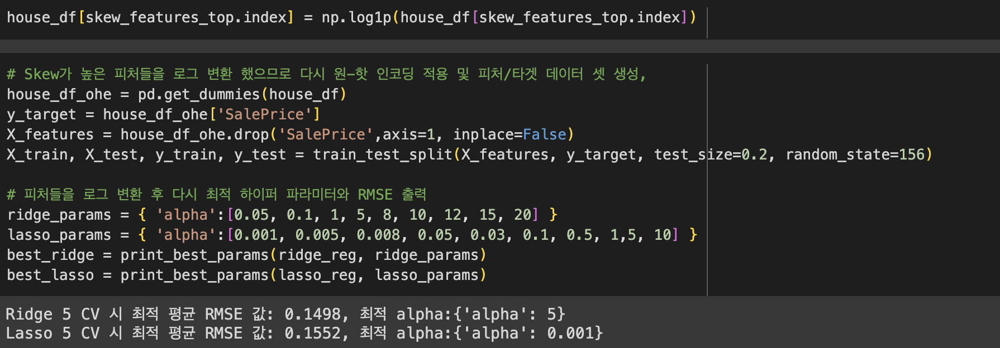 house_df[skew_features_top.index] = np.log1p(house_df[skew_features_top.index])
# Skew가 높은 피처들을 로그 변환 했으므로 다시 원-핫 인코딩 적용 및 피처/타겟 데이터 셋 생성,
house_df_ohe = pd.get_dummies(house_df)
y_target = house_df_ohe['SalePrice']
X_features = house_df_ohe.drop('SalePrice',axis=1, inplace=False)
X_train, X_test, y_train, y_test = train_test_split(X_features, y_target, test_size=0.2, random_state=156)
# 피처들을 로그 변환 후 다시 최적 하이퍼 파라미터와 RMSE 출력
ridge_params = { 'alpha':[0.05, 0.1, 1, 5, 8, 10, 12, 15, 20] }
lasso_params = { 'alpha':[0.001, 0.005, 0.008, 0.05, 0.03, 0.1, 0.5, 1,5, 10] }
best_ridge = print_best_params(ridge_reg, ridge_params)
best_lasso = print_best_params(lasso_reg, lasso_params)
Ridge 5 CV 시 최적 평균 RMSE 값: 0.1498, 최적 alpha:{'alpha': 5}
Lasso 5 CV 시 최적 평균 RMSE 값: 0.1552, 최적 alpha:{'alpha': 0.001}